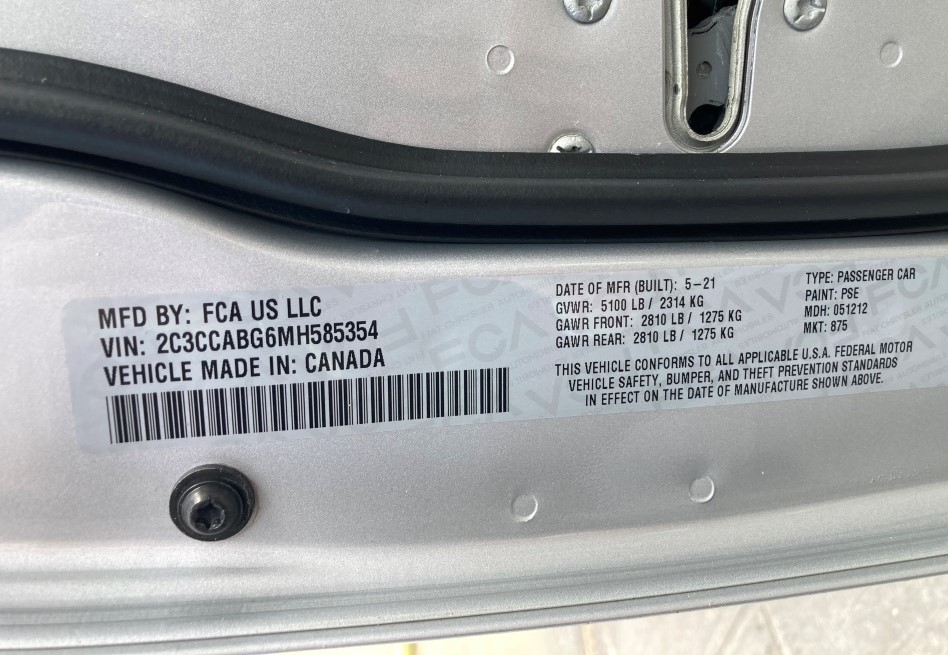 MFD BY: FCA US LLC
VIN: 2C3CCABG6MH585354
VEHICLE MADE IN: CANADA
DATE OF MFR (BUILT): 5-21
GVWR: 5100 LB / 2314 KG
GAWR FRONT: 2810 LB / 1275 KG
GAWR REAR: 2810 LB / 1275 KG
TYPE: PASSENGER CAR
PAINT: PSE
MDH: 051212
MKT: 875
THIS VEHICLE CONFORMS TO ALL APPLICABLE U.S.A. FEDERAL MOTOR
VEHICLE SAFETY, BUMPER, AND THEFT PREVENTION STANDARDS
IN EFFECT ON THE DATE OF MANUFACTURE SHOWN ABOVE.